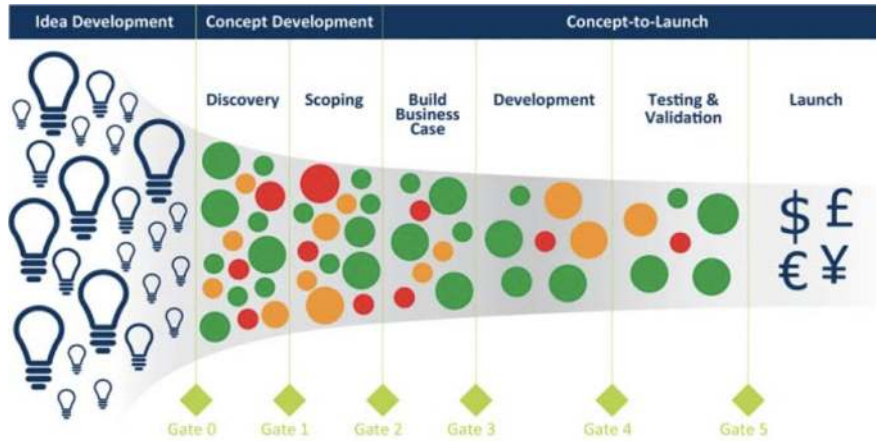 Idea Development
Concept Development
Concept-to-Launch
Discovery
Scoping
Build
Business
Case
Development
Testing &
Validation
Launch
$ £
€ ¥
Gate 0
Gate 1
Gate 2
Gate 3
Gate 4
Gate 5